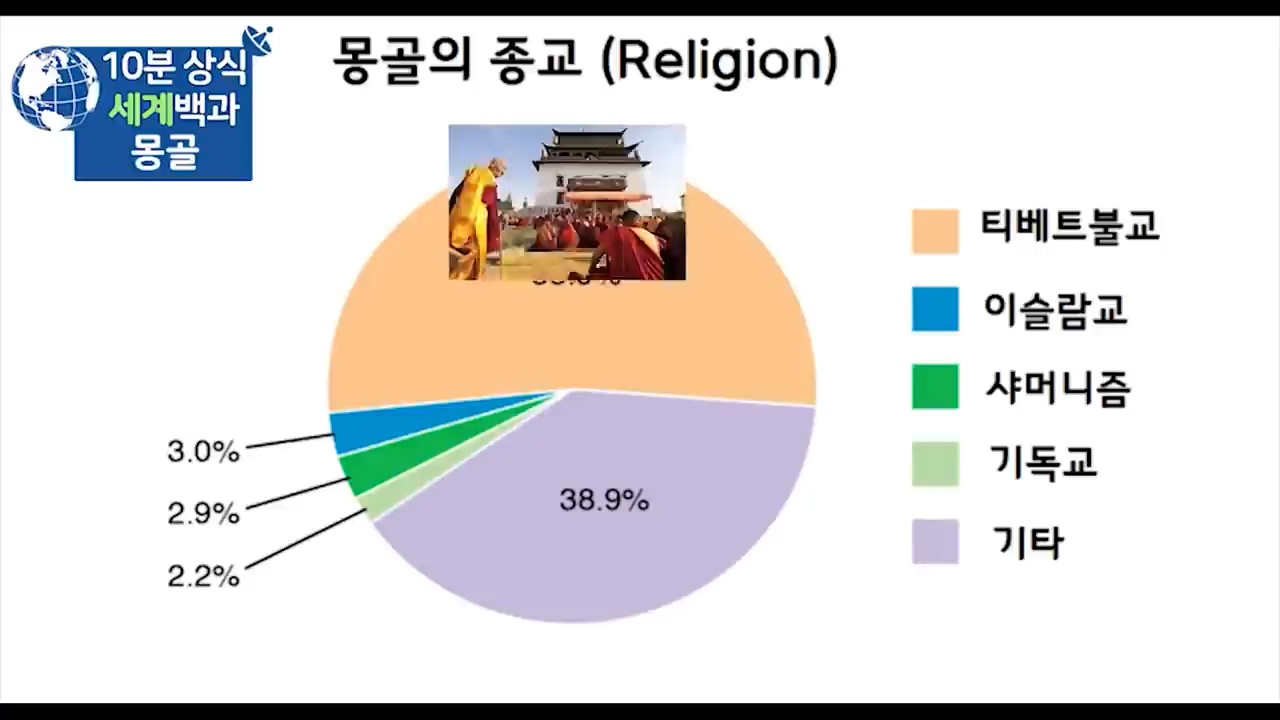 10분 상식
세계백과
몽골
몽골의 종교 (Religion)
티베트불교
이슬람교
샤머니즘
기독교
기타
3.0%
2.9%
2.2%
38.9%